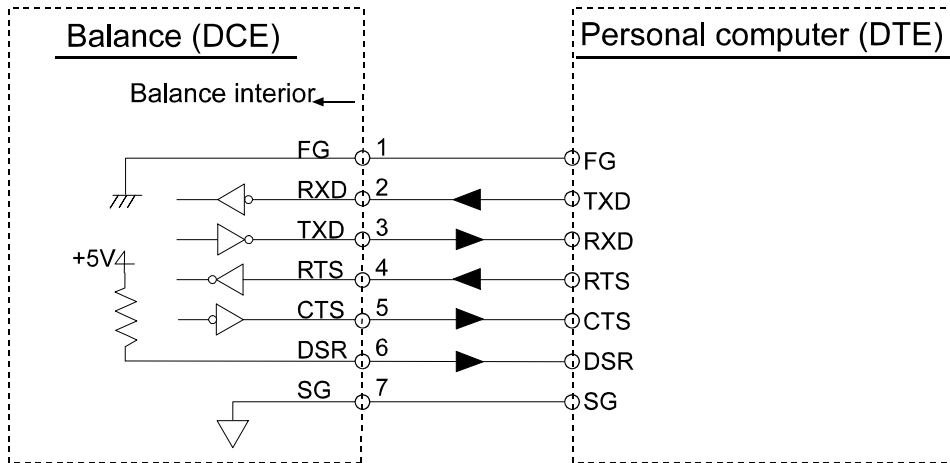 Balance (DCE)
Personal computer (DTE)
Balance interior
FG 1 FG
RXD 2 TXD
TXD 3 RXD
+5V
RTS 4 RTS
CTS 5 CTS
DSR 6 DSR
SG 7 SG